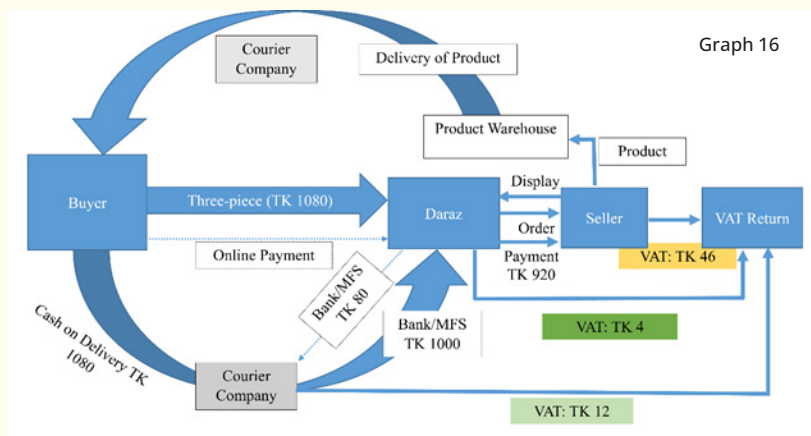 Graph 16
Courier
Company
Delivery of Product
Product Warehouse
Product
Buyer
Three-piece (TK 1080)
Daraz
Display
Order
Payment
TK 920
Seller
VAT Return
VAT: TK 46
Online Payment
Bank/MFS
TK 80
Bank/MFS
TK 1000
VAT: TK 4
Cash on Delivery TK
1080
Courier
Company
VAT: TK 12